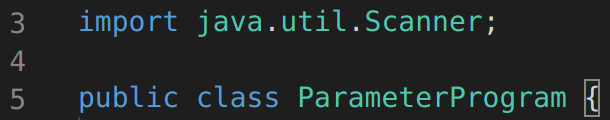 3 import java.util.Scanner;
4
5 public class ParameterProgram {